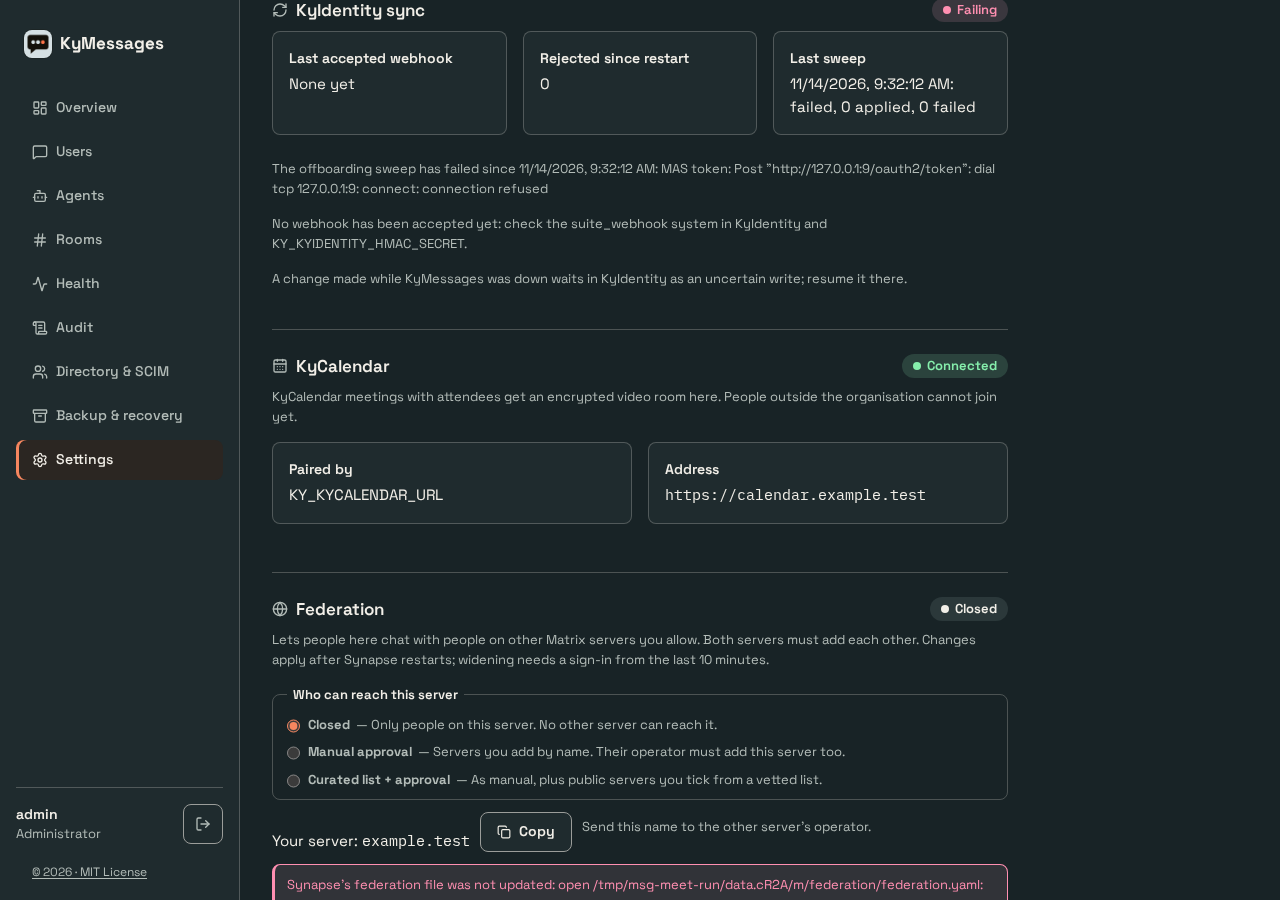 KyMessages
Overview
Users
Agents
Rooms
Health
Audit
Directory & SCIM
Backup & recovery
Settings
admin
Administrator
© 2026 · MIT License
KyIdentity sync
Failing
Last accepted webhook
None yet
Rejected since restart
0
Last sweep
11/14/2026, 9:32:12 AM:
failed, 0 applied, 0 failed
The offboarding sweep has failed since 11/14/2026, 9:32:12 AM: MAS token: Post "http://127.0.0.1:9/oauth2/token": dial
tcp 127.0.0.1:9: connect: connection refused
No webhook has been accepted yet: check the suite_webhook system in KyIdentity and
KY_KYIDENTITY_HMAC_SECRET.
A change made while KyMessages was down waits in KyIdentity as an uncertain write; resume it there.
KyCalendar
Connected
KyCalendar meetings with attendees get an encrypted video room here. People outside the organisation cannot join
yet.
Paired by
KY_KYCALENDAR_URL
Address
https://calendar.example.test
Federation
Closed
Lets people here chat with people on other Matrix servers you allow. Both servers must add each other. Changes
apply after Synapse restarts; widening needs a sign-in from the last 10 minutes.
Who can reach this server
Closed — Only people on this server. No other server can reach it.
Manual approval — Servers you add by name. Their operator must add this server too.
Curated list + approval — As manual, plus public servers you tick from a vetted list.
Your server: example.test
Copy
Send this name to the other server's operator.
Synapse's federation file was not updated: open /tmp/msg-meet-run/data.cR2A/m/federation/federation.yaml: